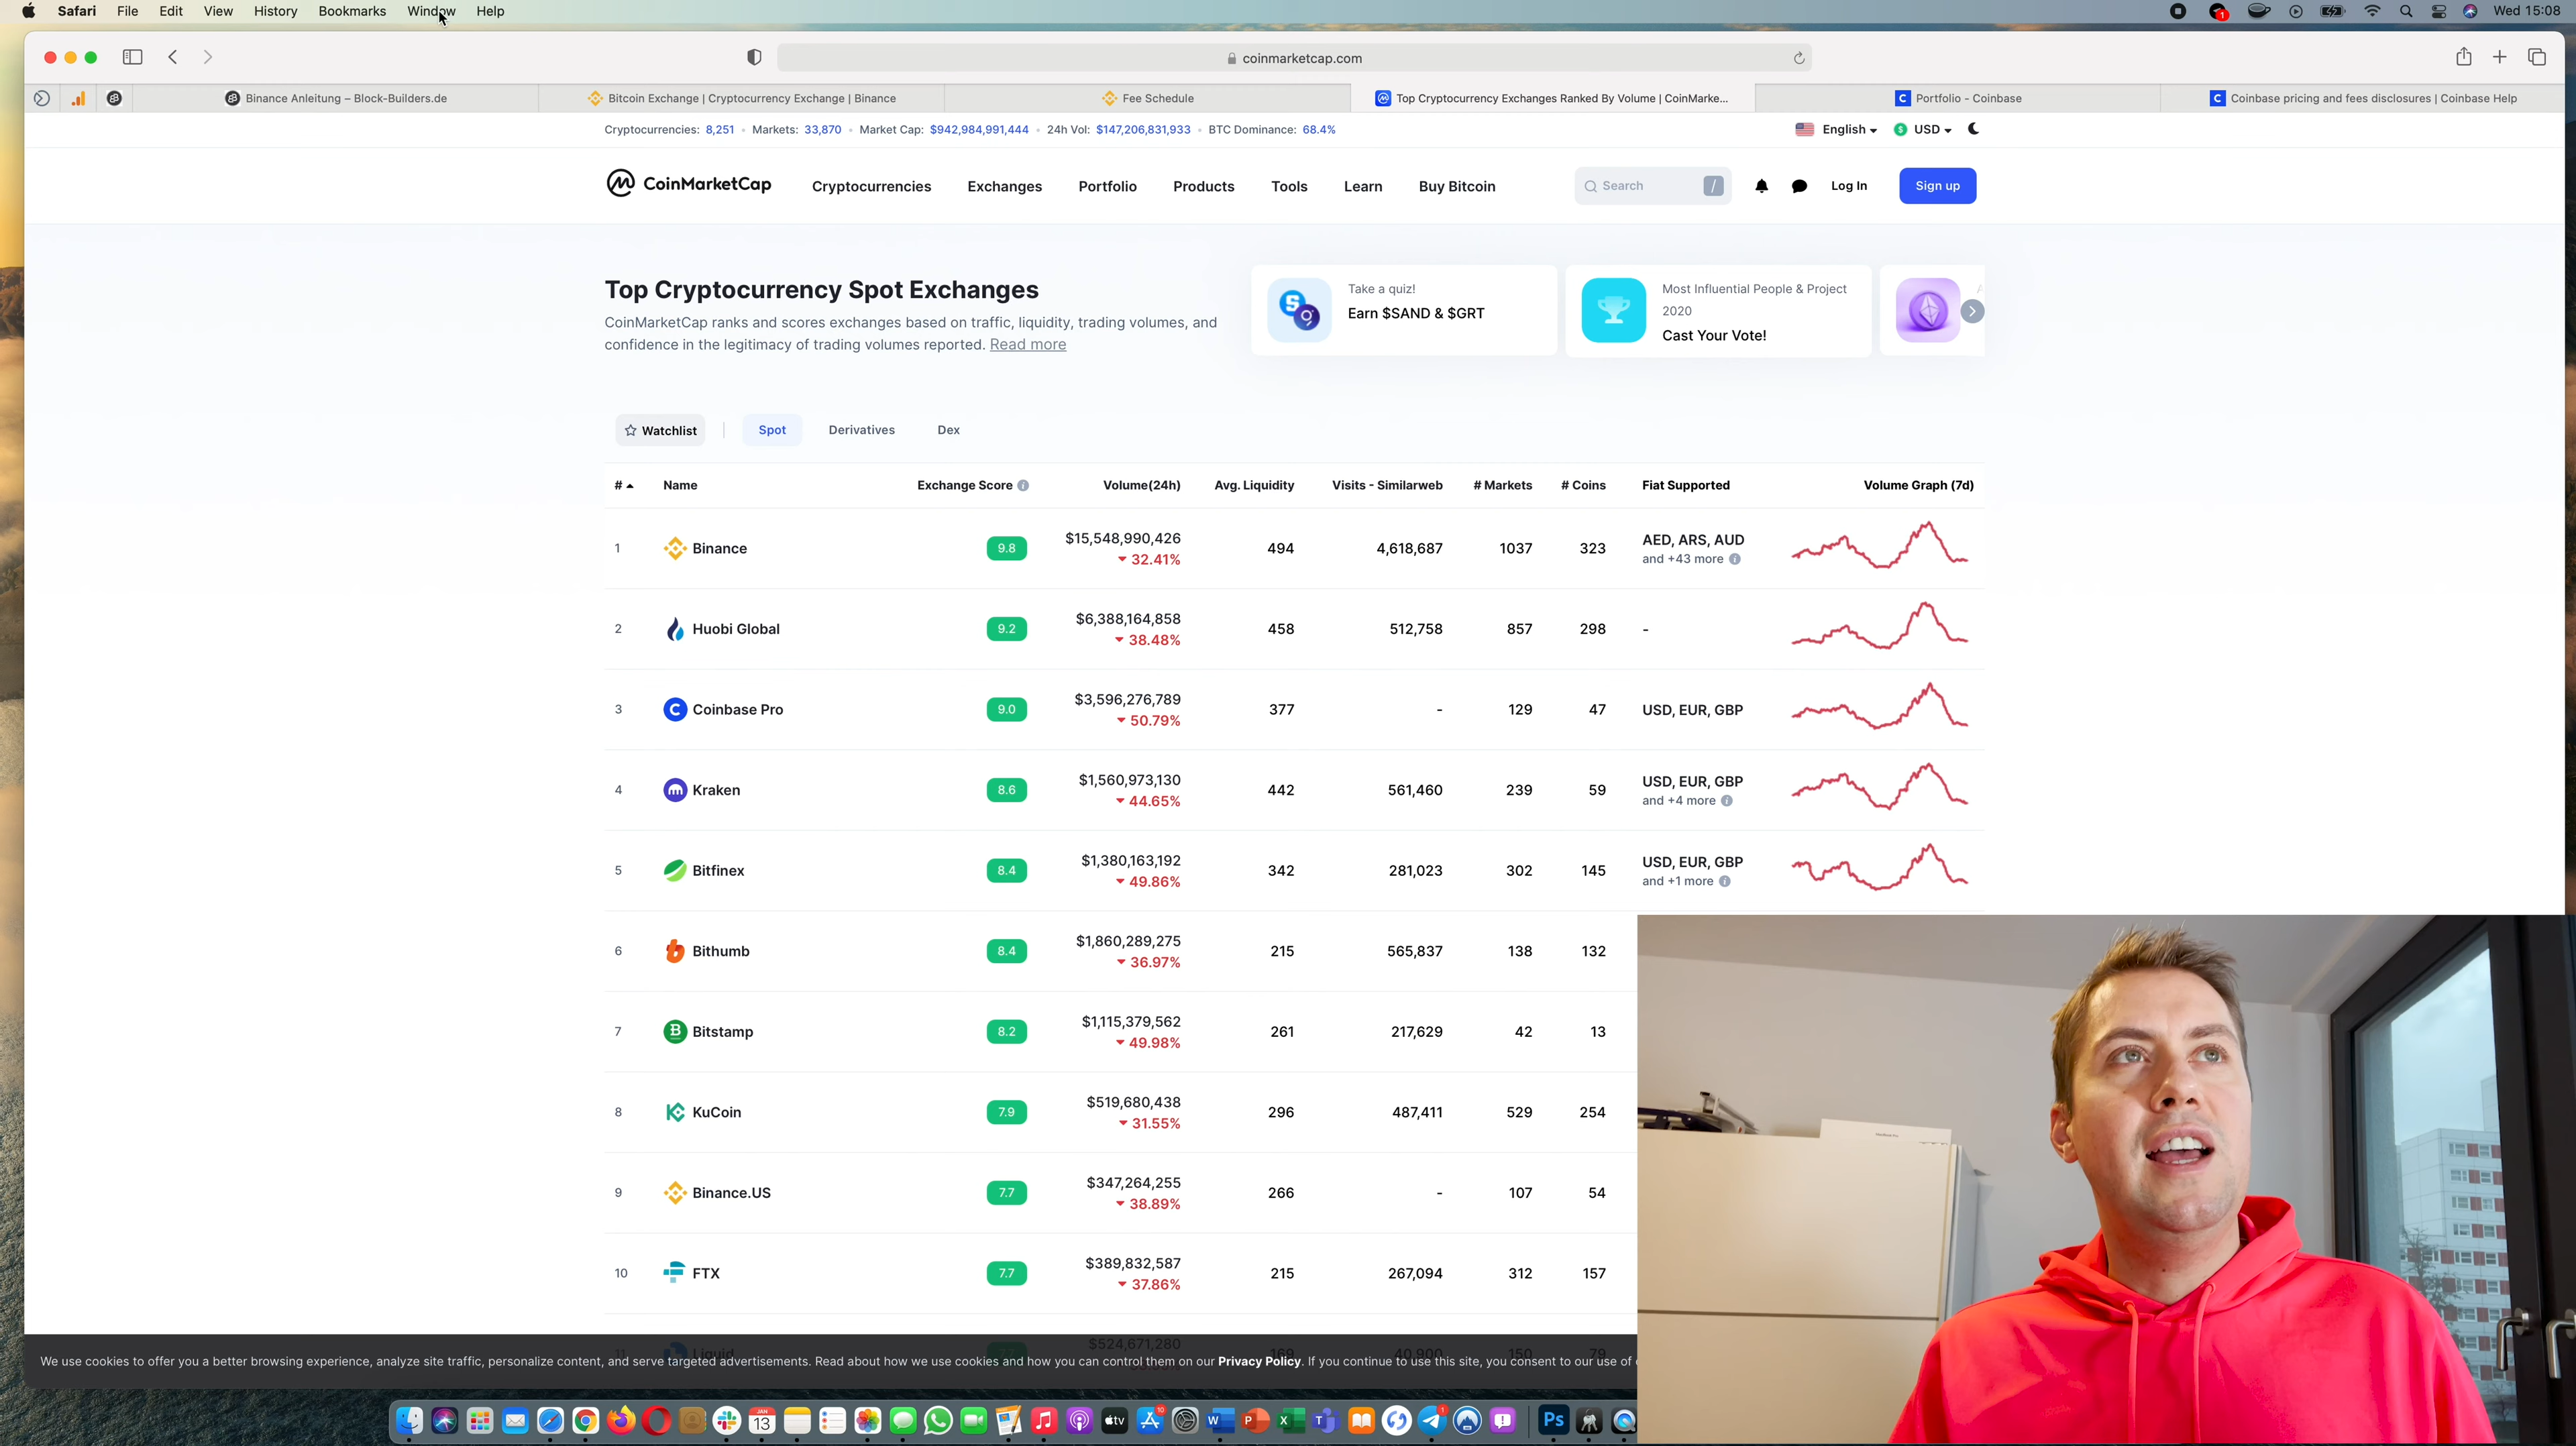 Safari File Edit View History Bookmarks Window Help
1
Wed 15:08
coinmarketcap.com
Binance Anleitung – Block-Builders.de
Bitcoin Exchange | Cryptocurrency Exchange | Binance
Fee Schedule
Top Cryptocurrency Exchanges Ranked By Volume | CoinMarke...
Portfolio - Coinbase
Coinbase pricing and fees disclosures | Coinbase Help
Cryptocurrencies: 8,251 • Markets: 33,870 • Market Cap: $942,984,991,444 • 24h Vol: $147,206,831,933 • BTC Dominance: 68.4%
English
USD
CoinMarketCap
Cryptocurrencies Exchanges Portfolio Products Tools Learn Buy Bitcoin
Search /
Log In
Sign up
Top Cryptocurrency Spot Exchanges
CoinMarketCap ranks and scores exchanges based on traffic, liquidity, trading volumes, and
confidence in the legitimacy of trading volumes reported. Read more
Take a quiz!
Earn $SAND & $GRT
Most Influential People & Project
2020
Cast Your Vote!
Watchlist | Spot Derivatives Dex
# Name Exchange Score Volume(24h) Avg. Liquidity Visits - Similarweb # Markets # Coins Fiat Supported Volume Graph (7d)
1 Binance 9.8 $15,548,990,426 494 4,618,687 1037 323 AED, ARS, AUD
32.41% and +43 more
2 Huobi Global 9.2 $6,388,164,858 458 512,758 857 298 -
38.48%
3 Coinbase Pro 9.0 $3,596,276,789 377 - 129 47 USD, EUR, GBP
50.79%
4 Kraken 8.6 $1,560,973,130 442 561,460 239 59 USD, EUR, GBP
44.65% and +4 more
5 Bitfinex 8.4 $1,380,163,192 342 281,023 302 145 USD, EUR, GBP
49.86% and +1 more
6 Bithumb 8.4 $1,860,289,275 215 565,837 138 132
36.97%
7 Bitstamp 8.2 $1,115,379,562 261 217,629 42 13
49.98%
8 KuCoin 7.9 $519,680,438 296 487,411 529 254
31.55%
9 Binance.US 7.7 $347,264,255 266 - 107 54
38.89%
10 FTX 7.7 $389,832,587 215 267,094 312 157
37.86%
11 Liquid $524,671,280 169 40,900 150 79
We use cookies to offer you a better browsing experience, analyze site traffic, personalize content, and serve targeted advertisements. Read about how we use cookies and how you can control them on our Privacy Policy. If you continue to use this site, you consent to our use of
JAN
13
tv
10
W
P
X
T
1
Ps